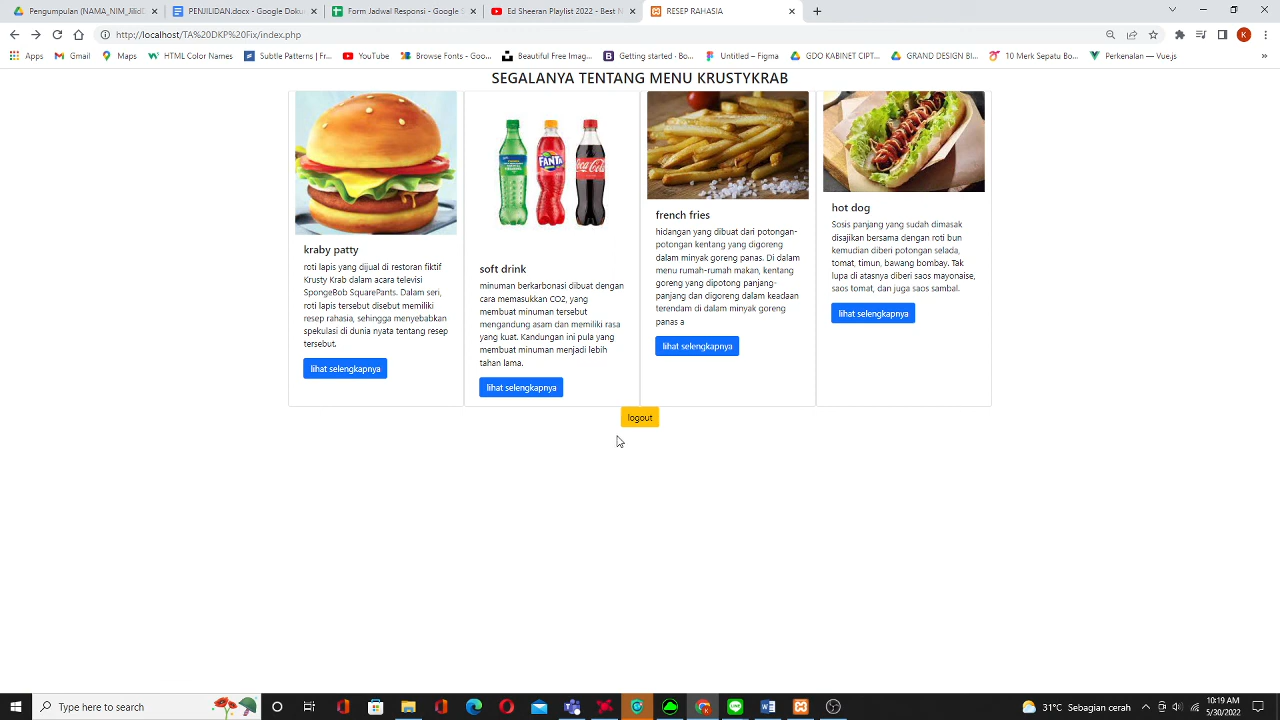 Pengumpulan (NAMA_NIM_JilidD
PENJILIDAN.docx - Google Doku
Form Jadwal Responsi - Google S
Ed Sheeran Playlist 2022 - Best N
RESEP RAHASIA
http://localhost/TA%20DKP%20Fix/index.php
K
Apps
Gmail
Maps
HTML Color Names
Subtle Patterns | Fr...
YouTube
Browse Fonts - Goo...
Beautiful Free Imag...
Getting started · Bo...
Untitled – Figma
GDO KABINET CIPT...
GRAND DESIGN BI...
10 Merk Sepatu Bo...
Perkenalan — Vue.js
SEGALANYA TENTANG MENU KRUSTYKRAB
kraby patty
roti lapis yang dijual di restoran fiktif
Krusty Krab dalam acara televisi
SpongeBob SquarePants. Dalam seri,
roti lapis tersebut disebut memiliki
resep rahasia, sehingga menyebabkan
spekulasi di dunia nyata tentang resep
tersebut.
lihat selengkapnya
FANTA
Coca-Cola
soft drink
minuman berkarbonasi dibuat dengan
cara memasukkan CO2, yang
membuat minuman tersebut
mengandung asam dan memiliki rasa
yang kuat. Kandungan ini pula yang
membuat minuman menjadi lebih
tahan lama.
lihat selengkapnya
french fries
hidangan yang dibuat dari potongan-
potongan kentang yang digoreng
dalam minyak goreng panas. Di dalam
menu rumah-rumah makan, kentang
goreng yang dipotong panjang-
panjang dan digoreng dalam keadaan
terendam di dalam minyak goreng
panas a
lihat selengkapnya
hot dog
Sosis panjang yang sudah dimasak
disajikan bersama dengan roti bun
kemudian diberi potongan selada,
tomat, timun, bawang bombay. Tak
lupa di atasnya diberi saos mayonaise,
saos tomat, dan juga saos sambal.
lihat selengkapnya
logout
Type here to search
31°C Sebagian cerah
10:19 AM
5/30/2022